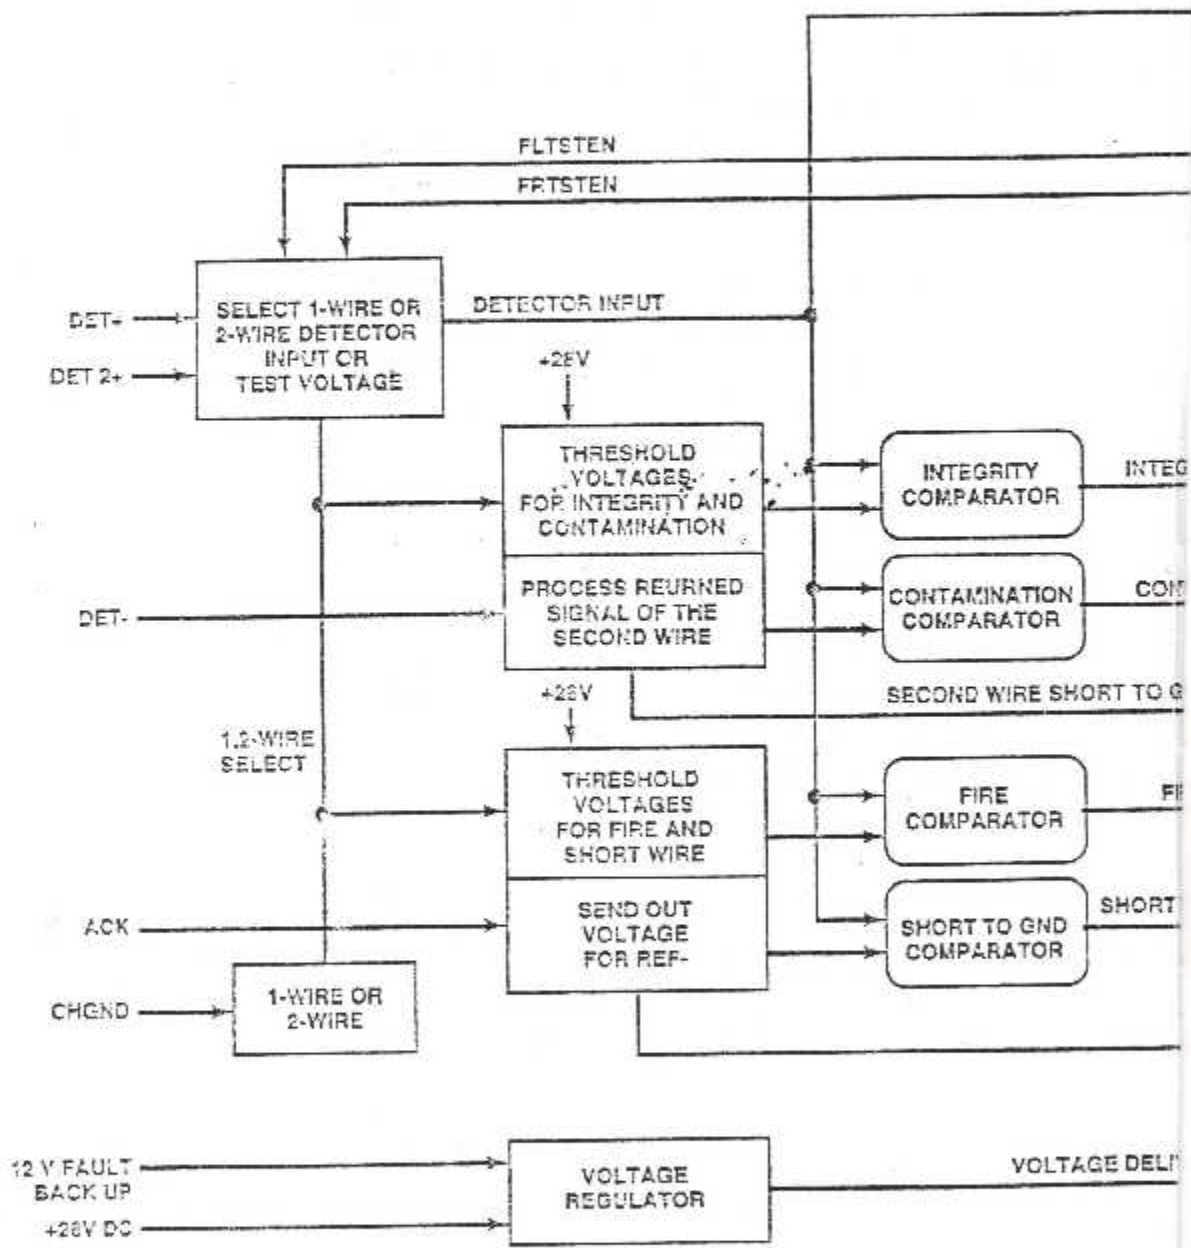 FLTSTEN
FRTSTEN
DET+
DET 2+
SELECT 1-WIRE OR
2-WIRE DETECTOR
INPUT OR
TEST VOLTAGE
DETECTOR INPUT
+28V
THRESHOLD
VOLTAGES
FOR INTEGRITY AND
CONTAMINATION
INTEGRITY
COMPARATOR
INTEG
DET-
PROCESS REURNED
SIGNAL OF THE
SECOND WIRE
CONTAMINATION
COMPARATOR
CON
+28V
SECOND WIRE SHORT TO G
1,2-WIRE
SELECT
THRESHOLD
VOLTAGES
FOR FIRE AND
SHORT WIRE
FIRE
COMPARATOR
FI
ACK
SEND OUT
VOLTAGE
FOR REF-
SHORT TO GND
COMPARATOR
SHORT
CHGND
1-WIRE OR
2-WIRE
12 V FAULT
BACK UP
+28V DC
VOLTAGE
REGULATOR
VOLTAGE DELI